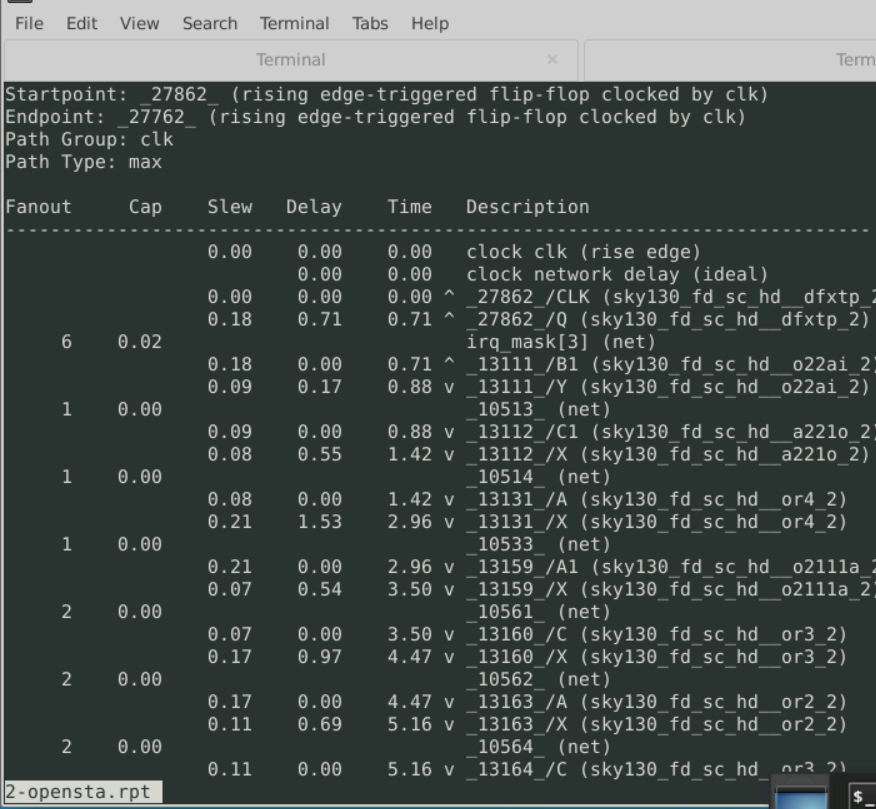 File Edit View Search Terminal Tabs Help
Terminal × Term
Startpoint: _27862_ (rising edge-triggered flip-flop clocked by clk)
Endpoint: _27762_ (rising edge-triggered flip-flop clocked by clk)
Path Group: clk
Path Type: max
Fanout Cap Slew Delay Time Description
-----------------------------------------------------------------------------
0.00 0.00 0.00 clock clk (rise edge)
0.00 0.00 clock network delay (ideal)
0.00 0.00 0.00 ^ _27862_/CLK (sky130_fd_sc_hd__dfxtp_2
0.18 0.71 0.71 ^ _27862_/Q (sky130_fd_sc_hd__dfxtp_2)
6 0.02 irq_mask[3] (net)
0.18 0.00 0.71 ^ _13111_/B1 (sky130_fd_sc_hd__o22ai_2)
0.09 0.17 0.88 v _13111_/Y (sky130_fd_sc_hd__o22ai_2)
1 0.00 _10513_ (net)
0.09 0.00 0.88 v _13112_/C1 (sky130_fd_sc_hd__a221o_2)
0.08 0.55 1.42 v _13112_/X (sky130_fd_sc_hd__a221o_2)
1 0.00 _10514_ (net)
0.08 0.00 1.42 v _13131_/A (sky130_fd_sc_hd__or4_2)
0.21 1.53 2.96 v _13131_/X (sky130_fd_sc_hd__or4_2)
1 0.00 _10533_ (net)
0.21 0.00 2.96 v _13159_/A1 (sky130_fd_sc_hd__o2111a_2
0.07 0.54 3.50 v _13159_/X (sky130_fd_sc_hd__o2111a_2)
2 0.00 _10561_ (net)
0.07 0.00 3.50 v _13160_/C (sky130_fd_sc_hd__or3_2)
0.17 0.97 4.47 v _13160_/X (sky130_fd_sc_hd__or3_2)
2 0.00 _10562_ (net)
0.17 0.00 4.47 v _13163_/A (sky130_fd_sc_hd__or2_2)
0.11 0.69 5.16 v _13163_/X (sky130_fd_sc_hd__or2_2)
2 0.00 _10564_ (net)
0.11 0.00 5.16 v _13164_/C (sky130_fd_sc_hd__or3_2)
2-opensta.rpt
$_